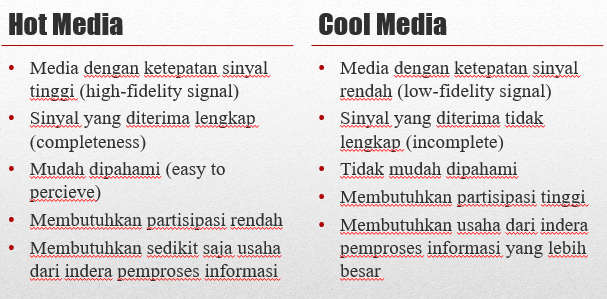 Hot Media
• Media dengan ketepatan sinyal
tinggi (high-fidelity signal)
• Sinyal yang diterima lengkap
(completeness)
• Mudah dipahami (easy to
percieve)
• Membutuhkan partisipasi rendah
• Membutuhkan sedikit saja usaha
dari indera pemproses informasi
Cool Media
• Media dengan ketepatan sinyal
rendah (low-fidelity signal)
• Sinyal yang diterima tidak
lengkap (incomplete)
• Tidak mudah dipahami
• Membutuhkan partisipasi tinggi
• Membutuhkan usaha dari indera
pemproses informasi yang lebih
besar